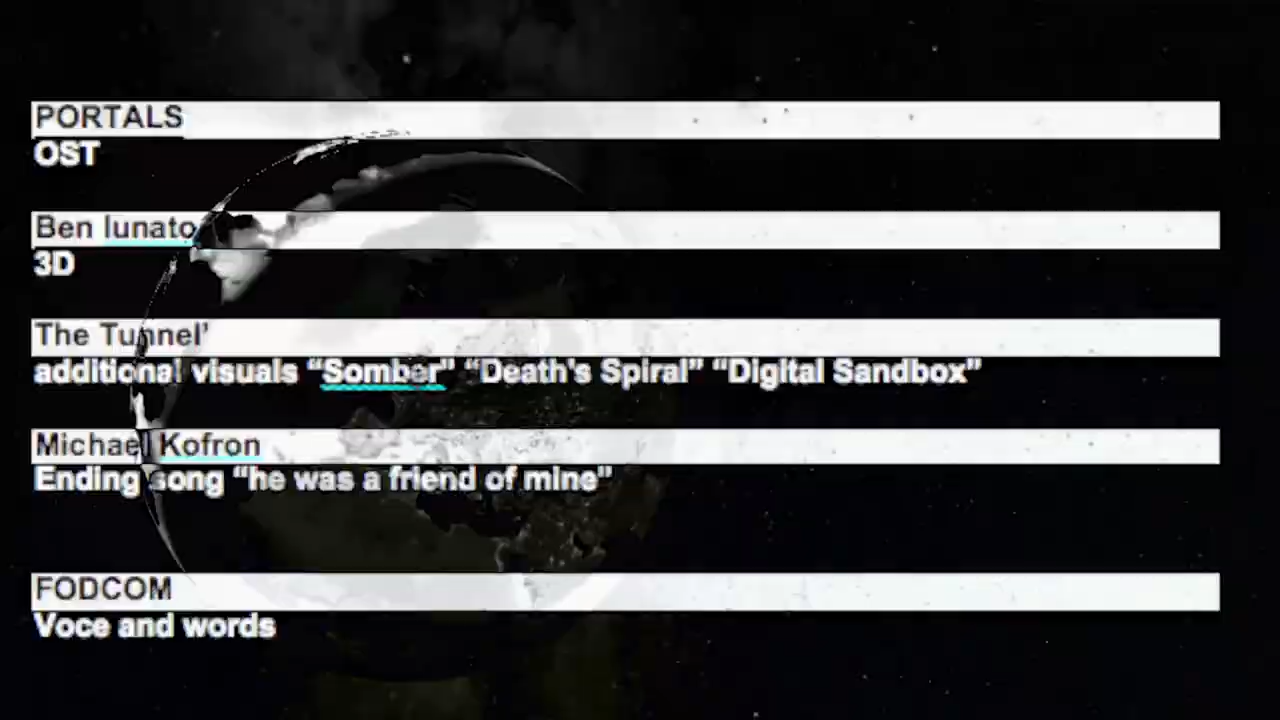 PORTALS
OST
Ben lunato
3D
The Tunnel’
additional visuals “Somber” “Death's Spiral” “Digital Sandbox”
Michael Kofron
Ending song “he was a friend of mine”
FODCOM
Voce and words